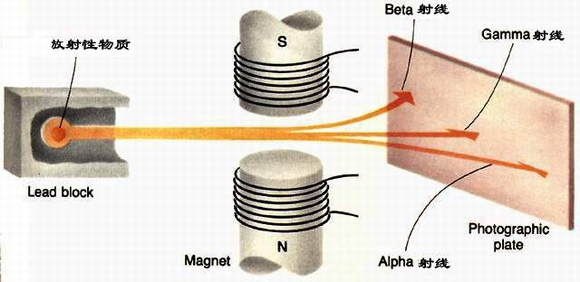 Beta 射线
S
Gamma 射线
放射性物质
Lead block
Magnet
N
Alpha 射线
Photographic
plate